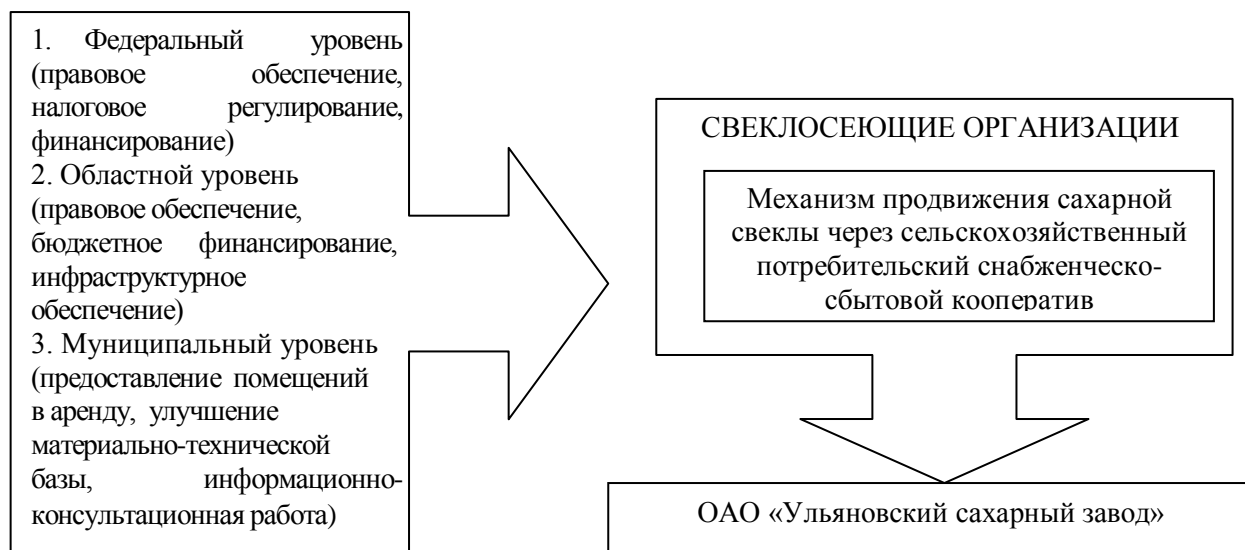 1. Федеральный уровень
(правовое обеспечение,
налоговое регулирование,
финансирование)
2. Областной уровень
(правовое обеспечение,
бюджетное финансирование,
инфраструктурное
обеспечение)
3. Муниципальный уровень
(предоставление помещений
в аренду, улучшение
материально-технической
базы, информационно-
консультационная работа)
СВЕКЛОСЕЮЩИЕ ОРГАНИЗАЦИИ
Механизм продвижения сахарной
свеклы через сельскохозяйственный
потребительский снабженческо-
сбытовой кооператив
ОАО «Ульяновский сахарный завод»